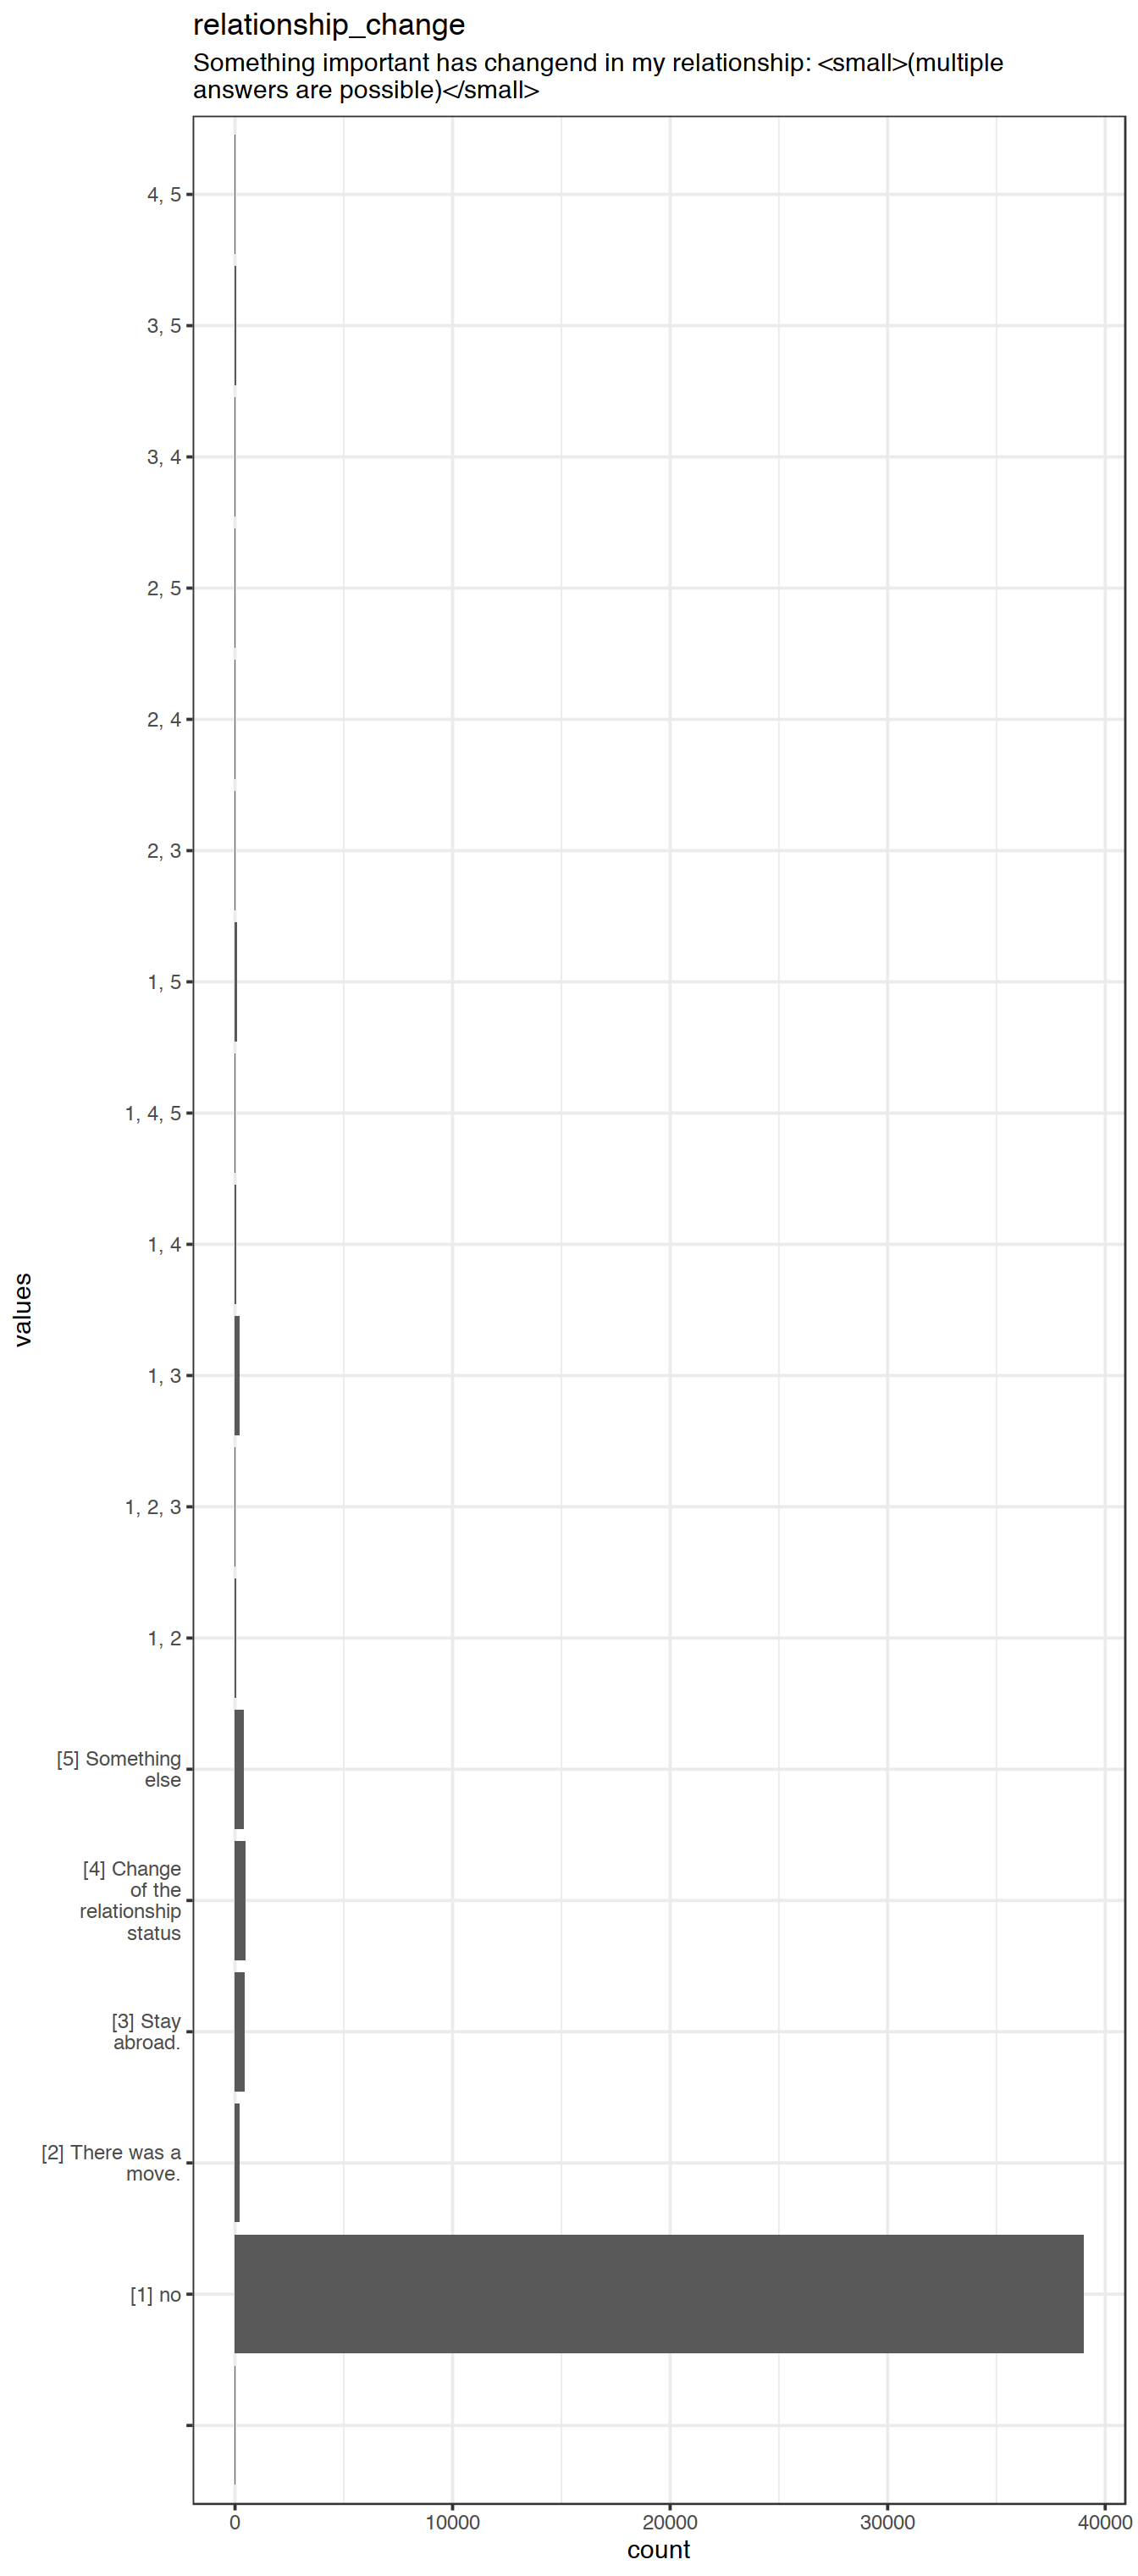 relationship_change
Something important has changend in my relationship: <small>(multiple
answers are possible)</small>
4, 5
3, 5
3, 4
2, 5
2, 4
2, 3
1, 5
1, 4, 5
1, 4
1, 3
1, 2, 3
1, 2
[5] Something
else
[4] Change
of the
relationship
status
[3] Stay
abroad.
[2] There was a
move.
[1] no
values
0 10000 20000 30000 40000
count